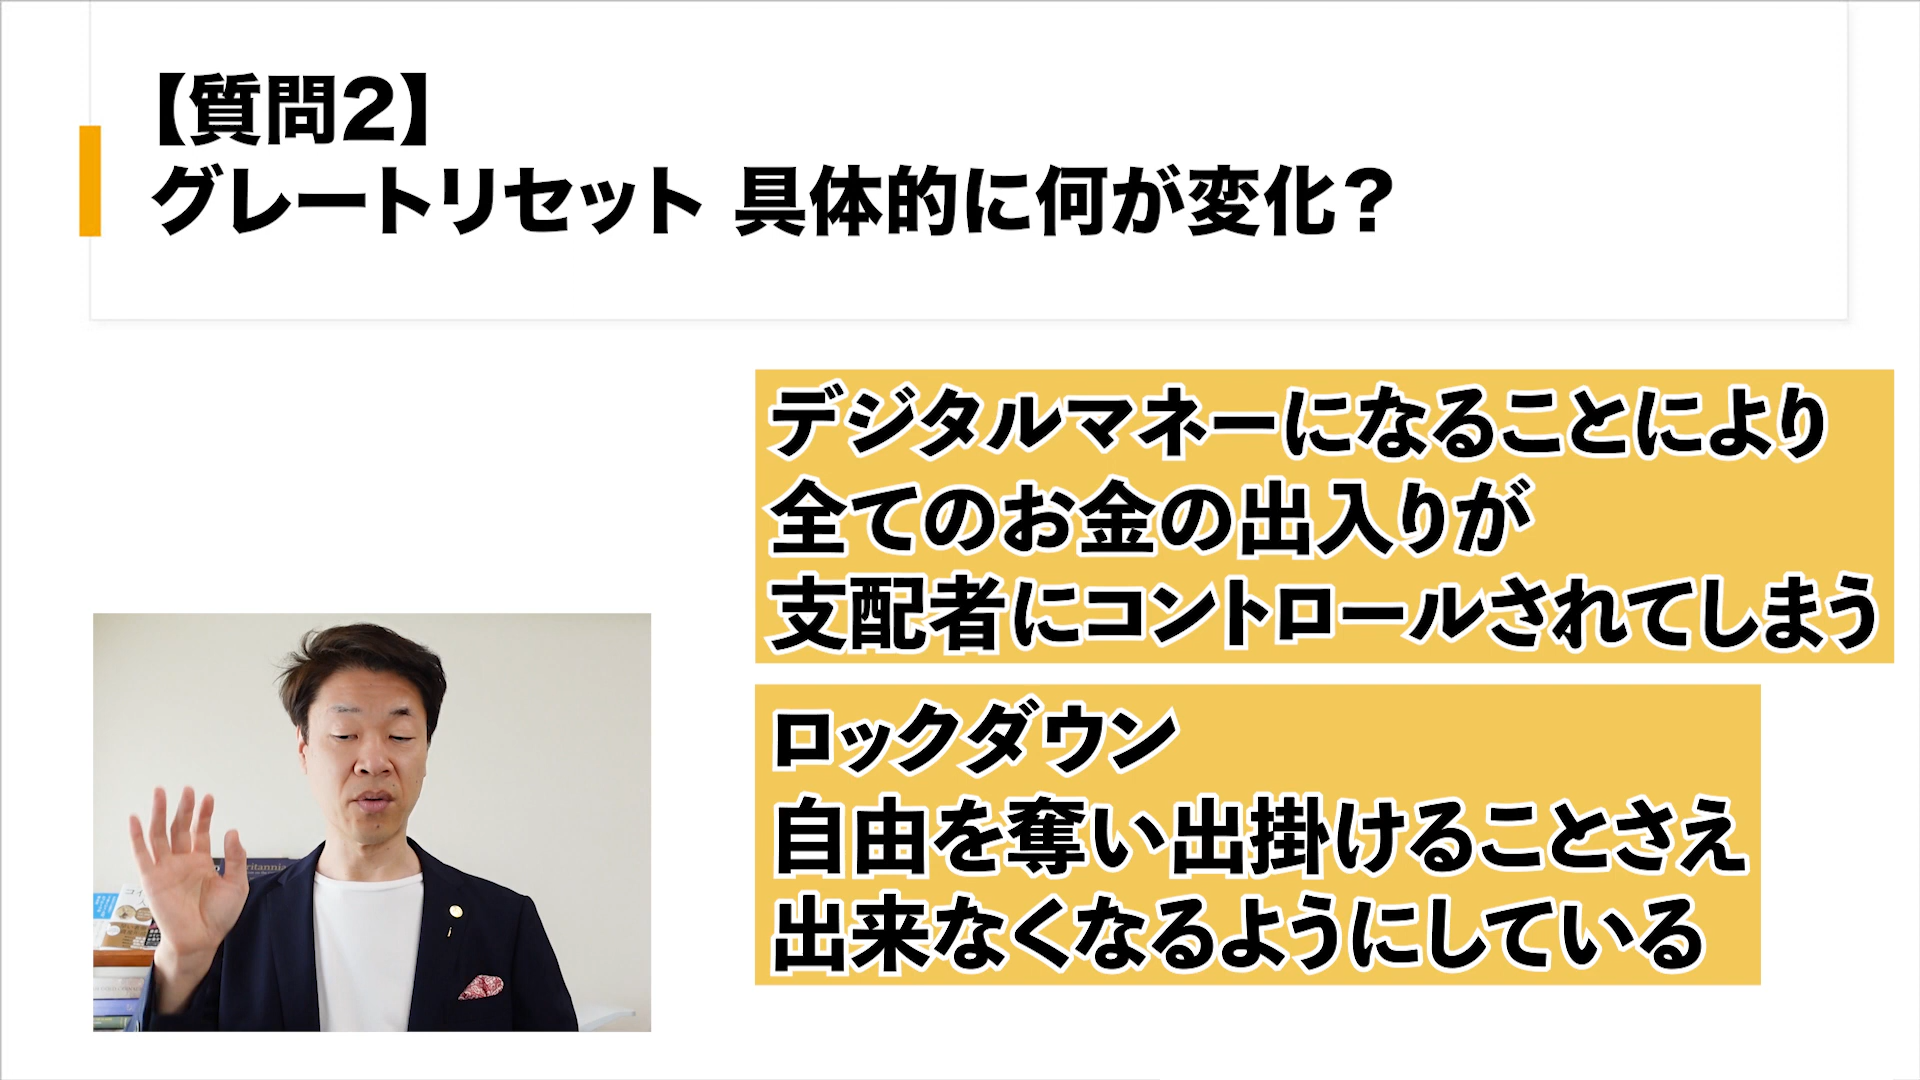 【質問2】
グレートリセット 具体的に何が変化？
デジタルマネーになることにより
全てのお金の出入りが
支配者にコントロールされてしまう
ロックダウン
自由を奪い出掛けることさえ
出来なくなるようにしている
ritannic